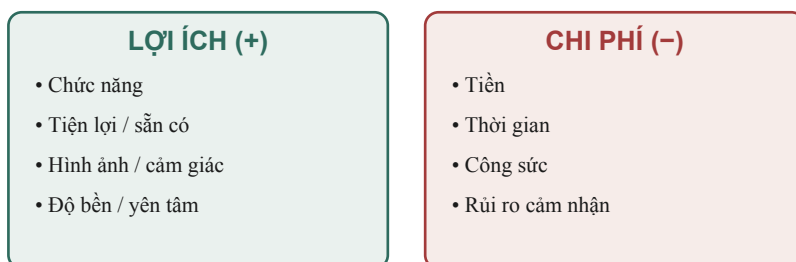 LỢI ÍCH (+)
• Chức năng
• Tiện lợi / sẵn có
• Hình ảnh / cảm giác
• Độ bền / yên tâm
CHI PHÍ (−)
• Tiền
• Thời gian
• Công sức
• Rủi ro cảm nhận